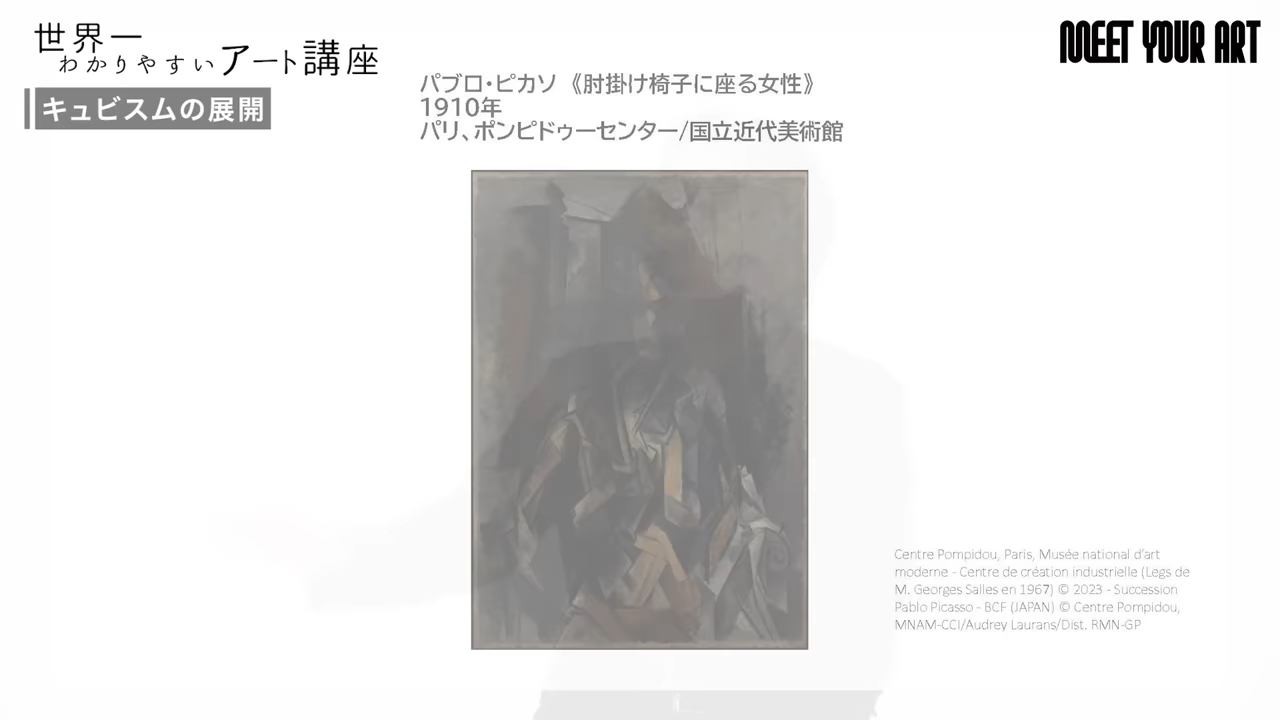 世界一
わかりやすいアート講座
MEET YOUR ART
キュビスムの展開
パブロ・ピカソ 《肘掛け椅子に座る女性》
1910年
パリ、ポンピドゥーセンター/国立近代美術館
Centre Pompidou, Paris, Musée national d'art
moderne - Centre de création industrielle (Legs de
M. Georges Salles en 1967) © 2023 - Succession
Pablo Picasso - BCF (JAPAN) © Centre Pompidou,
MNAM-CCI/Audrey Laurans/Dist. RMN-GP